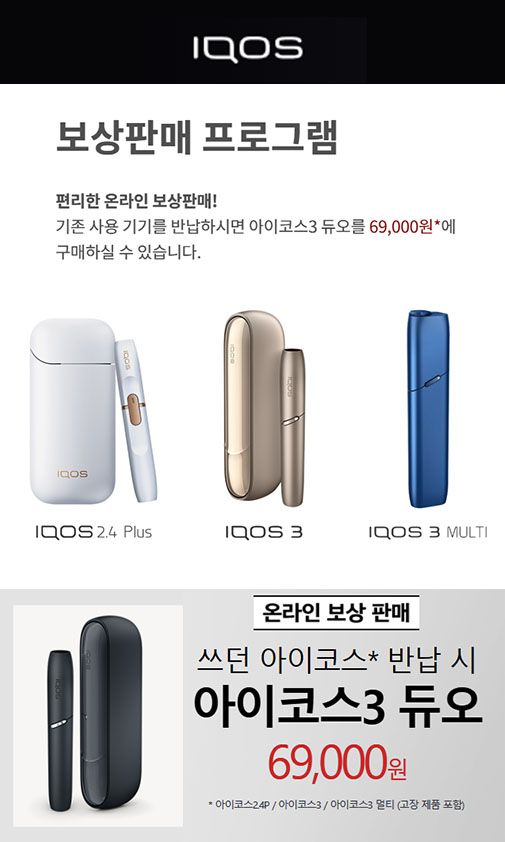 IQOS
보상판매 프로그램
편리한 온라인 보상판매!
기존 사용 기기를 반납하시면 아이코스3 듀오를 69,000원*에
구매하실 수 있습니다.
IQOS
IQOS
IQOS
IQOS
IQOS 2.4 Plus
IQOS 3
IQOS 3 MULTI
온라인 보상 판매
쓰던 아이코스* 반납 시
아이코스3 듀오
69,000원
IQOS
* 아이코스2.4P / 아이코스3 / 아이코스3 멀티 (고장 제품 포함)